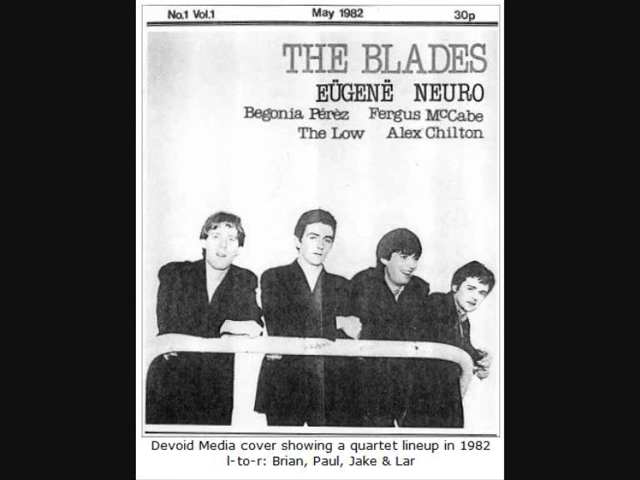 No.1 Vol.1 May 1982 30p
THE BLADES
EÜGENË NEURO
Begonia Pérèz Fergus McCabe
The Low Alex Chilton
Devoid Media cover showing a quartet lineup in 1982
l-to-r: Brian, Paul, Jake & Lar